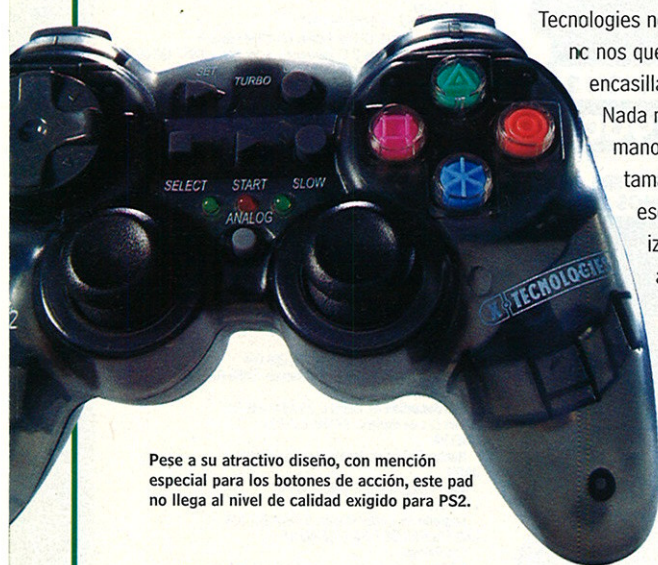 Tecnologies
nos que
encasilla
Nada
mano
tam
es
iz
a
SET
TURBO
SELECT START SLOW
ANALOG
X-TECNOLOGIES
2
Pese a su atractivo diseño, con mención
especial para los botones de acción, este pad
no llega al nivel de calidad exigido para PS2.